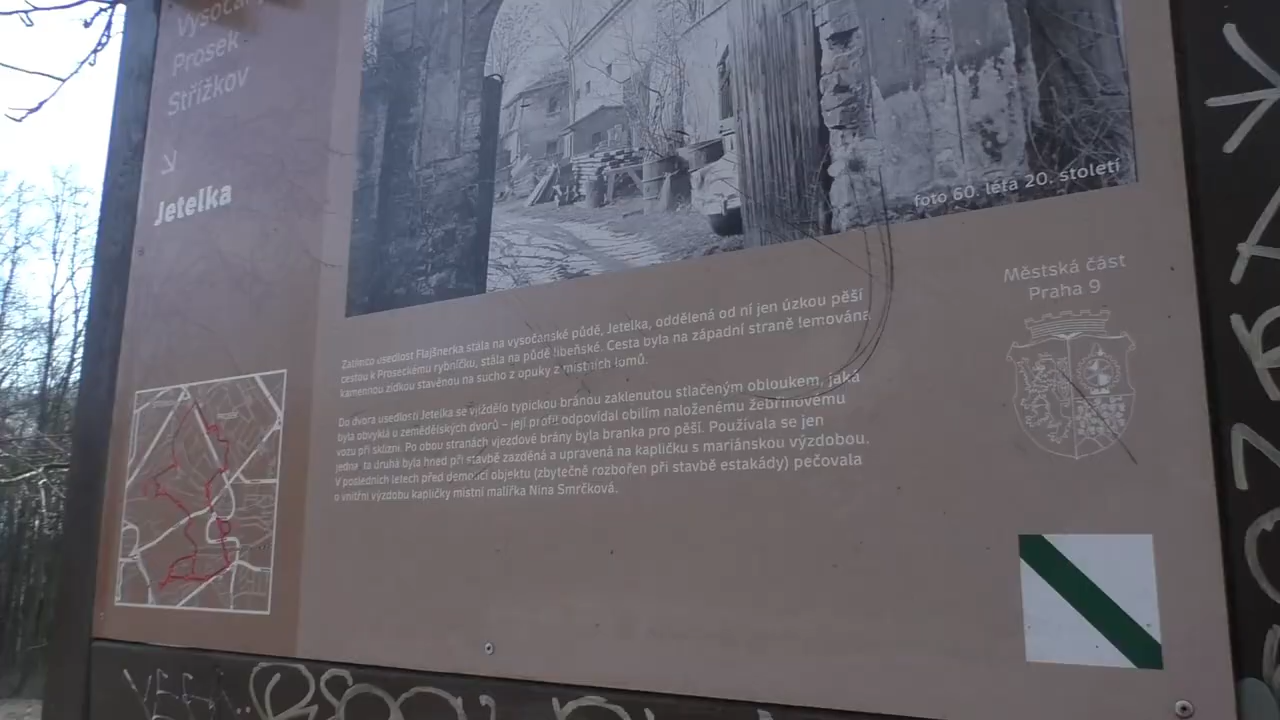 Vysočany
Prosek
Střížkov
Jetelka
foto 60. léta 20. století
Zatímco usedlost Flajšnerka stála na vysočanské půdě, Jetelka, oddělená od ní jen úzkou pěší
cestou k Proseckému rybníčku, stála na půdě libeňské. Cesta byla na západní straně lemována
kamennou zídkou stavěnou na sucho z opuky z místních lomů.
Do dvora usedlosti Jetelka se vjíždělo typickou bránou zaklenutou stlačeným obloukem, jaká
byla obvyklá u zemědělských dvorů – její profil odpovídal obilím naloženému žebřinovému
vozu při sklizni. Po obou stranách vjezdové brány byla branka pro pěší. Používala se jen
jedna, ta druhá byla hned při stavbě zazděná a upravená na kapličku s mariánskou výzdobou.
V posledních letech před demolicí objektu (zbytečně rozbořen při stavbě estakády) pečovala
o vnitřní výzdobu kapličky místní malířka Nina Smrčková.
Městská část
Praha 9